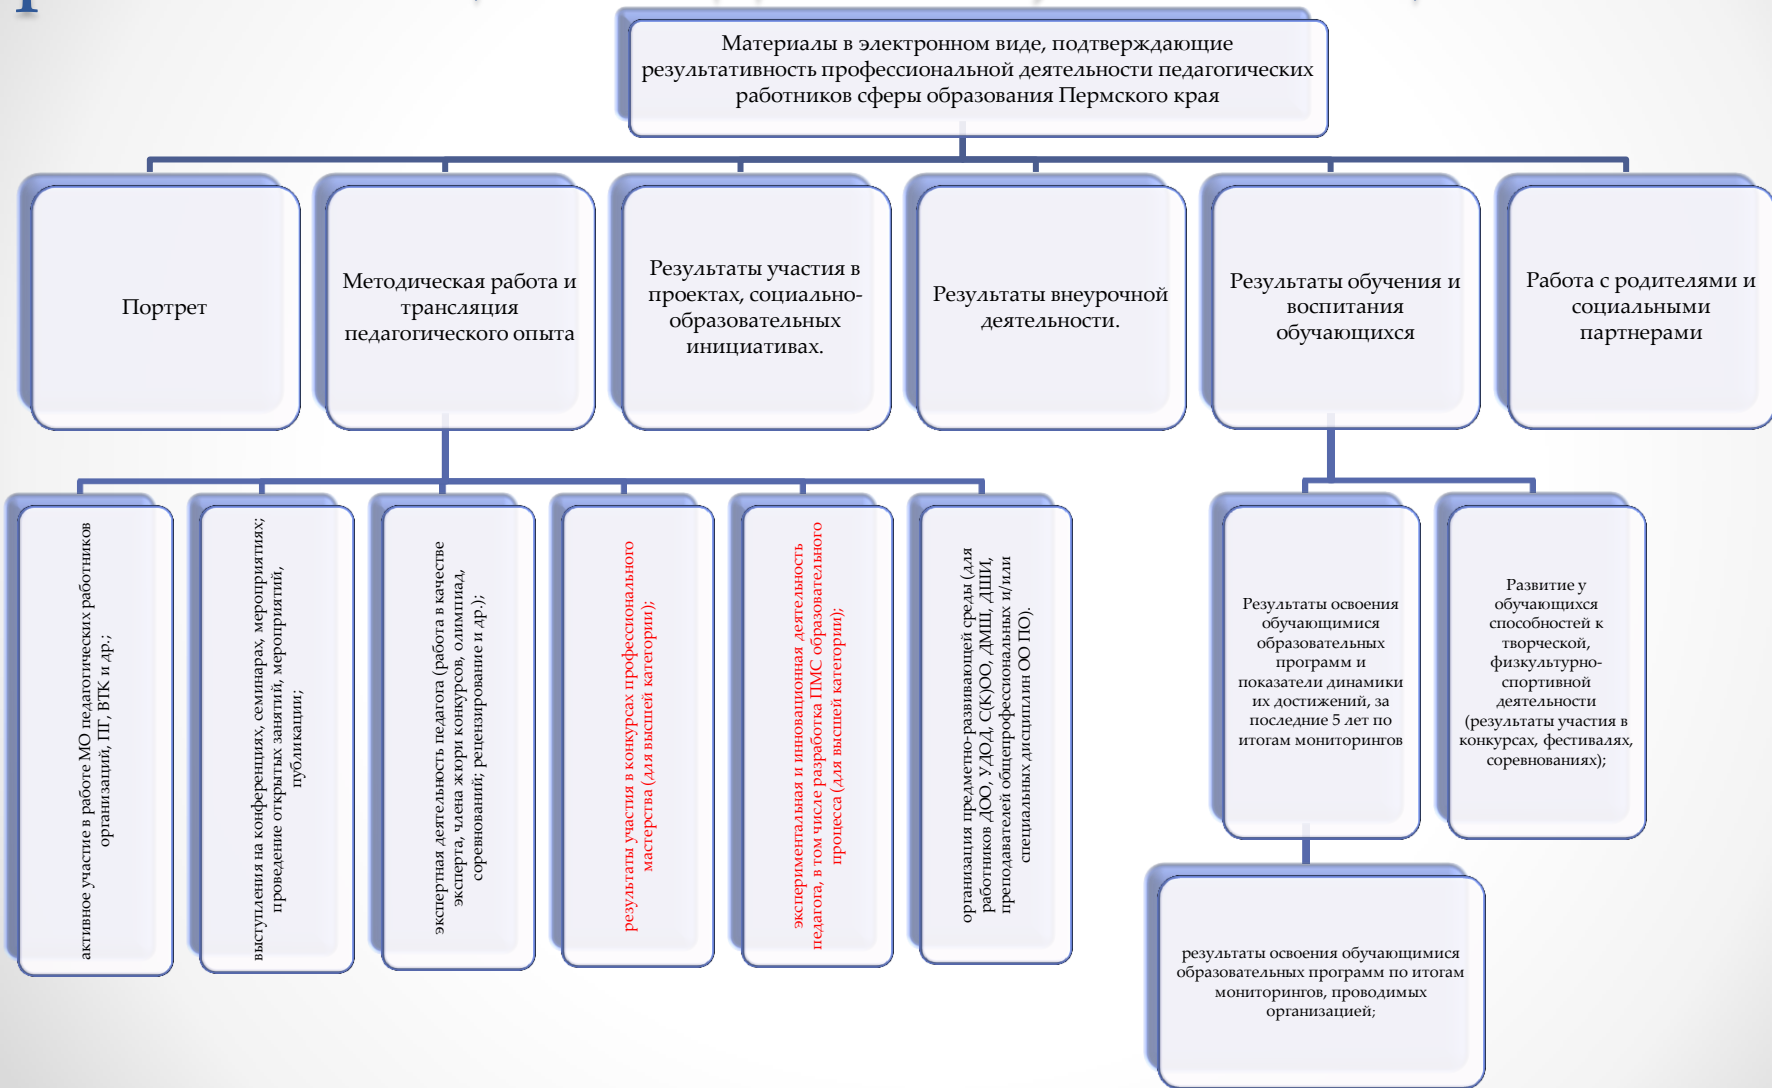 Материалы в электронном виде, подтверждающие
результативность профессиональной деятельности педагогических
работников сферы образования Пермского края
Портрет
Методическая работа и
трансляция
педагогического опыта
Результаты участия в
проектах, социально-
образовательных
инициативах.
Результаты внеурочной
деятельности.
Результаты обучения и
воспитания
обучающихся
Работа с родителями и
социальными
партнерами
активное участие в работе МО педагогических работников
организаций, ПГ, ВТК и др.;
выступления на конференциях, семинарах, мероприятиях;
проведение открытых занятий, мероприятий,
публикации;
экспертная деятельность педагога (работа в качестве
эксперта, члена жюри конкурсов, олимпиад,
соревнований; рецензирование и др.);
результаты участия в конкурсах профессионального
мастерства (для высшей категории);
экспериментальная и инновационная деятельность
педагога, в том числе разработка ПМС образовательного
процесса (для высшей категории);
организация предметно-развивающей среды (для
работников ДОО, УДОД, С(К)ОО, ДМШ, ДШИ,
преподавателей общепрофессиональных и/или
специальных дисциплин ОО ПО).
Результаты освоения
обучающимися
образовательных
программ и
показатели динамики
их достижений, за
последние 5 лет по
итогам мониторингов
Развитие у
обучающихся
способностей к
творческой,
физкультурно-
спортивной
деятельности
(результаты участия в
конкурсах, фестивалях,
соревнованиях);
результаты освоения обучающимися
образовательных программ по итогам
мониторингов, проводимых
организацией;